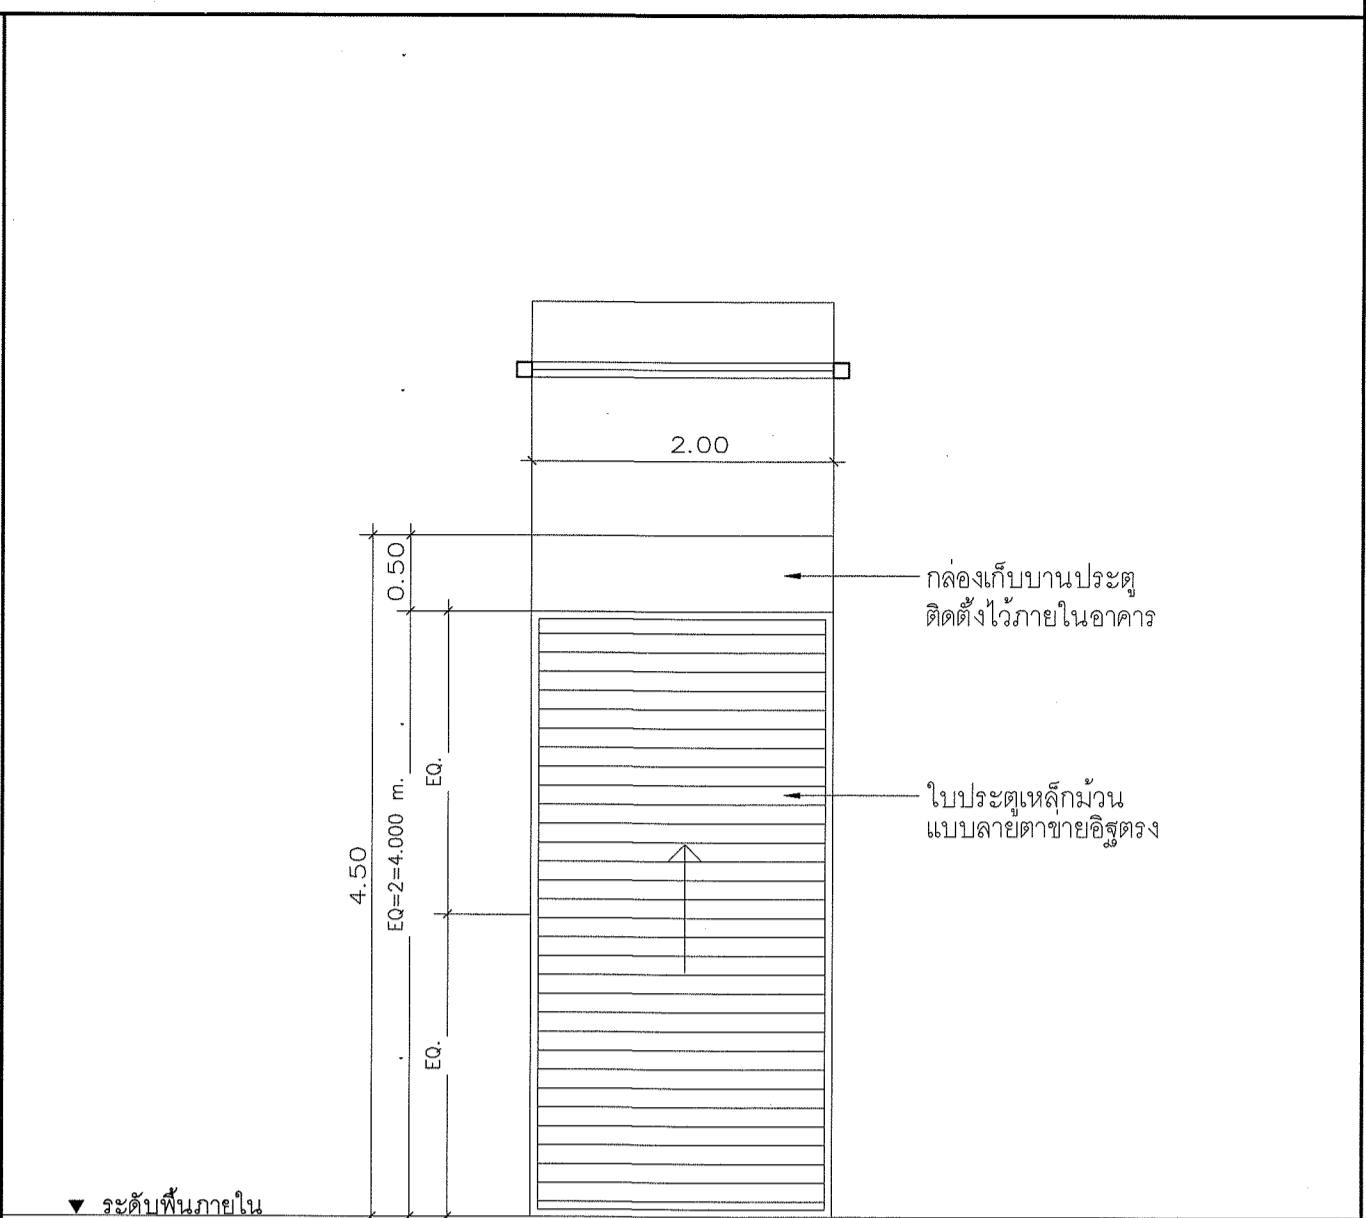 2.00
0.50
กล่องเก็บบานประตู
ติดตั้งไว้ภายในอาคาร
EQ.
ใบประตูเหล็กม้วน
แบบลายตาข่ายอิฐตรง
4.50
EQ=2=4.000 m.
EQ.
ระดับพื้นภายใน